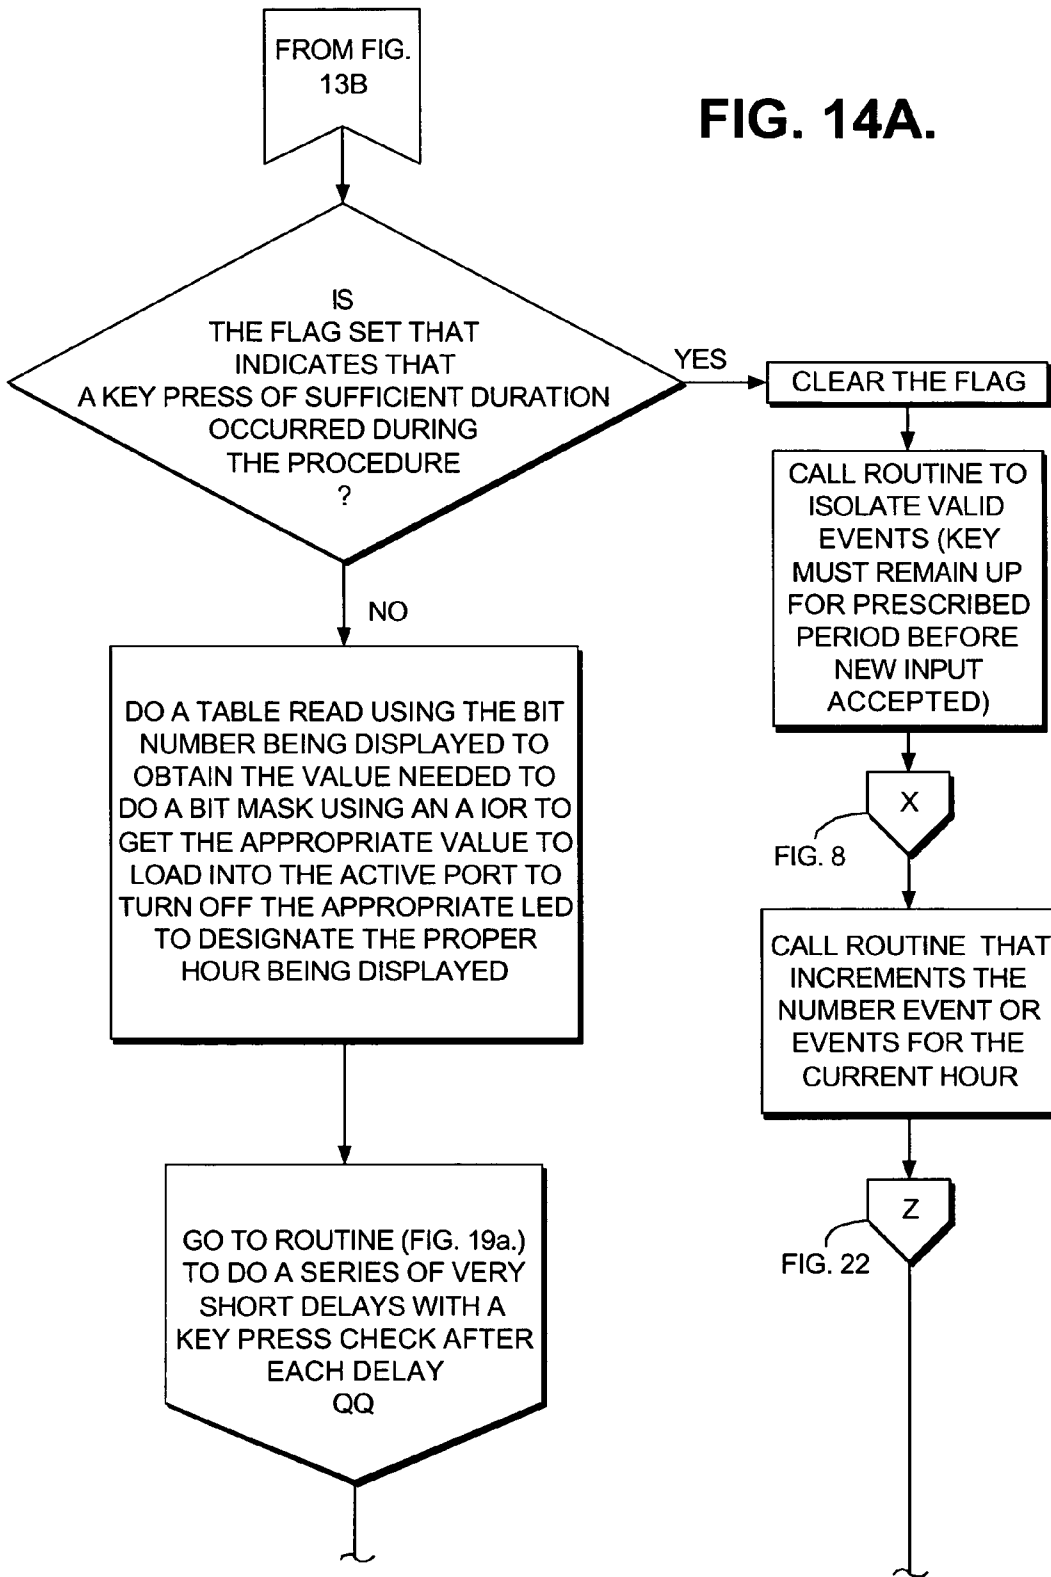 FROM FIG.
13B
FIG. 14A.
IS
THE FLAG SET THAT
INDICATES THAT
A KEY PRESS OF SUFFICIENT DURATION
OCCURRED DURING
THE PROCEDURE
?
YES
CLEAR THE FLAG
CALL ROUTINE TO
ISOLATE VALID
EVENTS (KEY
MUST REMAIN UP
FOR PRESCRIBED
PERIOD BEFORE
NEW INPUT
ACCEPTED)
X
FIG. 8
CALL ROUTINE THAT
INCREMENTS THE
NUMBER EVENT OR
EVENTS FOR THE
CURRENT HOUR
Z
FIG. 22
NO
DO A TABLE READ USING THE BIT
NUMBER BEING DISPLAYED TO
OBTAIN THE VALUE NEEDED TO
DO A BIT MASK USING AN A IOR TO
GET THE APPROPRIATE VALUE TO
LOAD INTO THE ACTIVE PORT TO
TURN OFF THE APPROPRIATE LED
TO DESIGNATE THE PROPER
HOUR BEING DISPLAYED
GO TO ROUTINE (FIG. 19a.)
TO DO A SERIES OF VERY
SHORT DELAYS WITH A
KEY PRESS CHECK AFTER
EACH DELAY
QQ